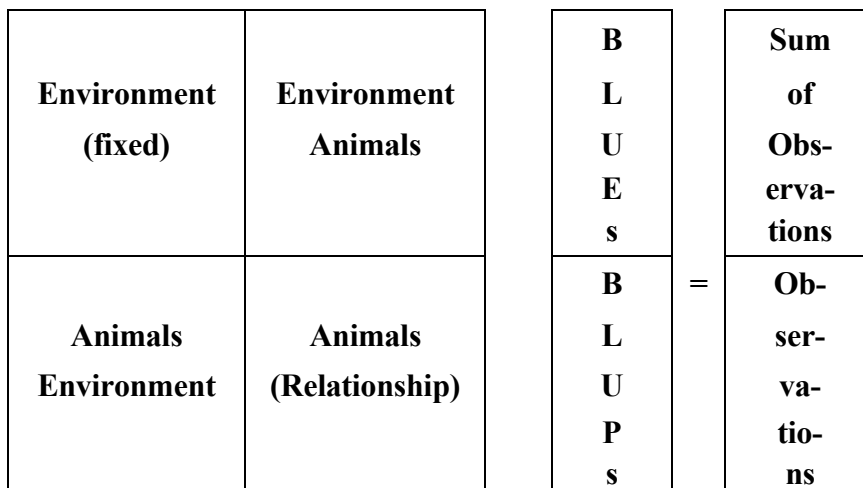 Environment
(fixed)
Environment
Animals
B
L
U
E
s
Sum
of
Obs-
erva-
tions
Animals
Environment
Animals
(Relationship)
B
L
U
P
s
=
Ob-
ser-
va-
tio-
ns